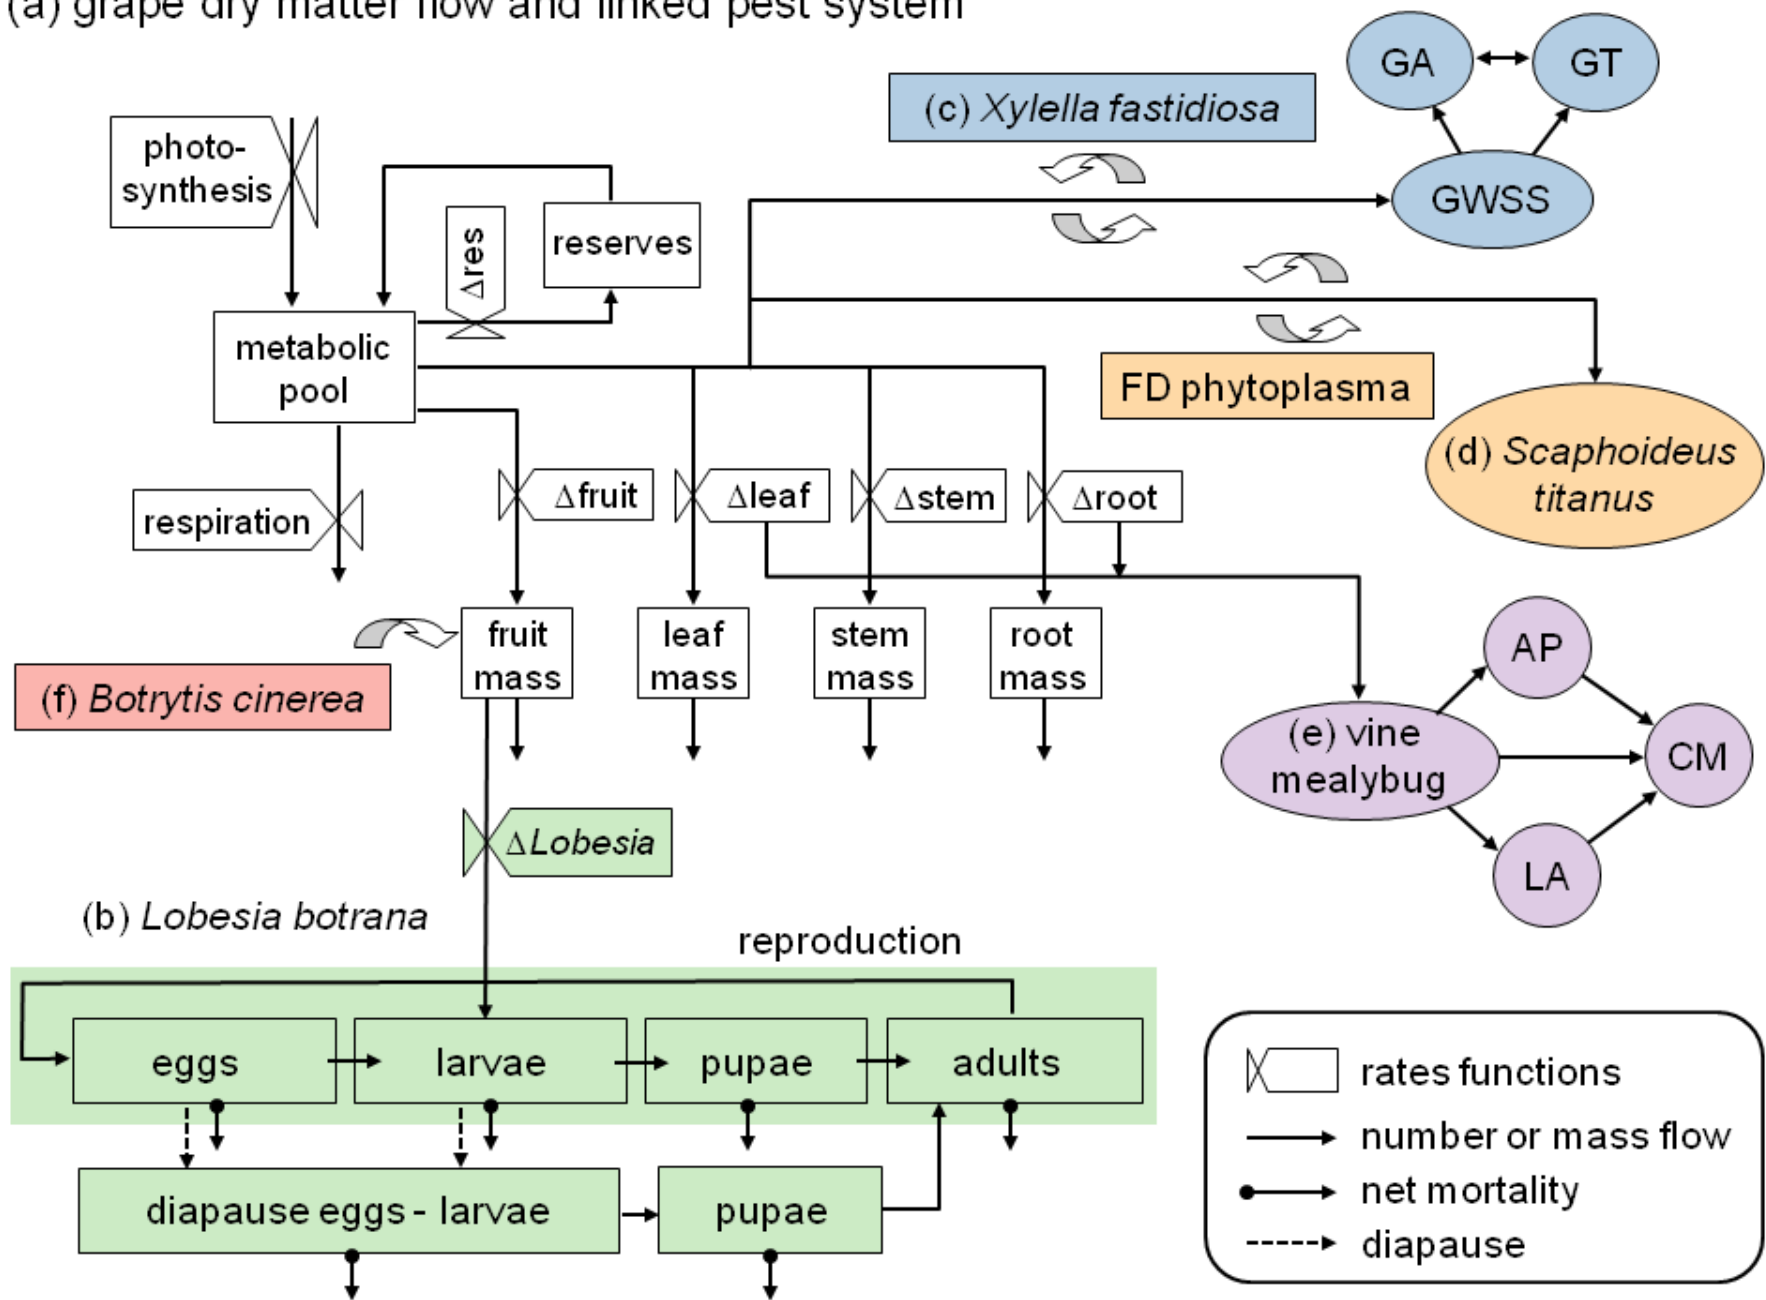 (a) grape dry matter flow and linked pest system
GA
GT
(c) Xylella fastidiosa
photo-
synthesis
GWSS
Δres
reserves
metabolic
pool
FD phytoplasma
(d) Scaphoideus
titanus
Δfruit
Δleaf
Δstem
Δroot
respiration
fruit
mass
leaf
mass
stem
mass
root
mass
AP
(f) Botrytis cinerea
(e) vine
mealybug
CM
ΔLobesia
LA
(b) Lobesia botrana
reproduction
eggs
larvae
pupae
adults
diapause eggs - larvae
pupae
rates functions
number or mass flow
net mortality
diapause